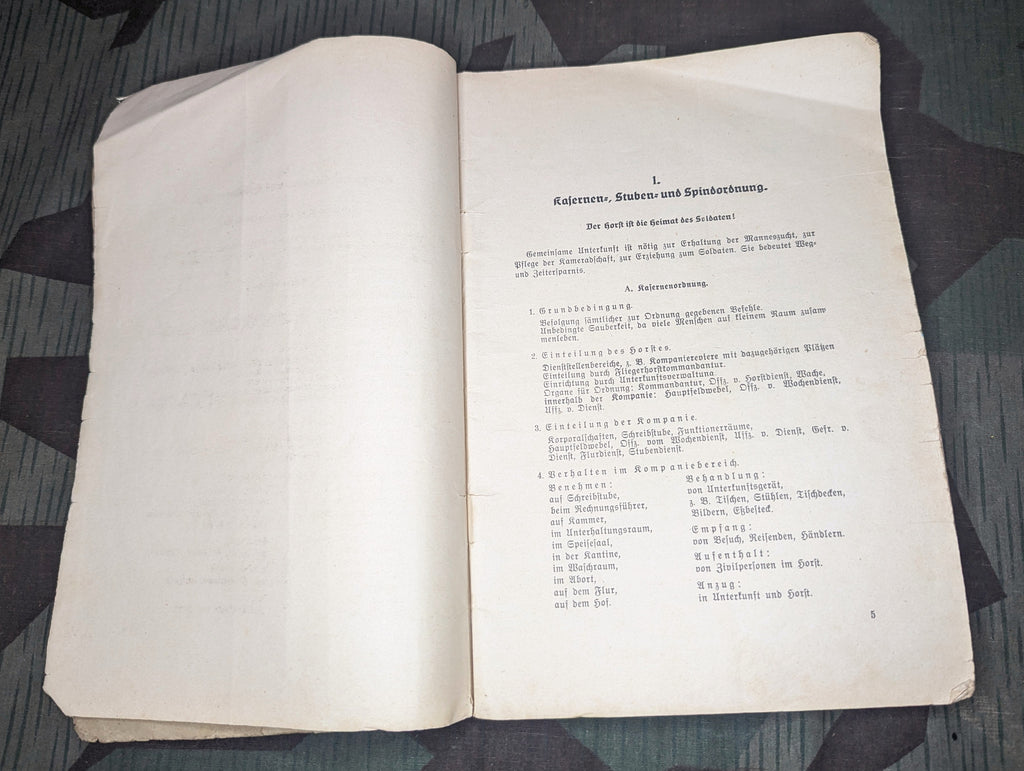 1.
Kasernen-, Stuben- und Spindordnung.
Der Horst ist die Heimat des Soldaten!
Gemeinsame Unterkunft ist nötig zur Erhaltung der Manneszucht, zur
Pflege der Kameradschaft, zur Erziehung zum Soldaten. Sie bedeutet Weg-
und Zeitersparnis.
A. Kasernenordnung.
1. Grundbedingung.
Befolgung sämtlicher zur Ordnung gegebenen Befehle.
Unbedingte Sauberkeit, da viele Menschen auf kleinem Raum zusam
menleben.
2. Einteilung des Horstes.
Dienststellenbereiche, z. B. Kompaniereviere mit dazugehörigen Plätzen
Einteilung durch Fliegerhorstkommandantur.
Einrichtung durch Unterkunftsverwaltung
Organe für Ordnung: Kommandantur, Offz. v. Horstdienst, Wache,
innerhalb der Kompanie: Hauptfeldwebel, Offz. v. Wochendienst,
Uffz. v. Dienst.
3. Einteilung der Kompanie.
Korporalschaften, Schreibstube, Funktionerräume,
Hauptfeldwebel, Offz. vom Wochendienst, Uffz. v. Dienst, Gefr. v.
Dienst, Flurdienst, Stubendienst.
4. Verhalten im Kompaniebereich.
Benehmen:
auf Schreibstube,
beim Rechnungsführer,
auf Kammer,
im Unterhaltungsraum,
im Speisesaal,
in der Kantine,
im Waschraum,
im Abort,
auf dem Flur,
auf dem Hof.
Behandlung:
von Unterkunftsgerät,
z. B. Tischen, Stühlen, Tischdecken,
Bildern, Eßbesteck.
Empfang:
von Besuch, Reisenden, Händlern.
Aufenthalt:
von Zivilpersonen im Horst.
Anzug:
in Unterkunft und Horst.
5